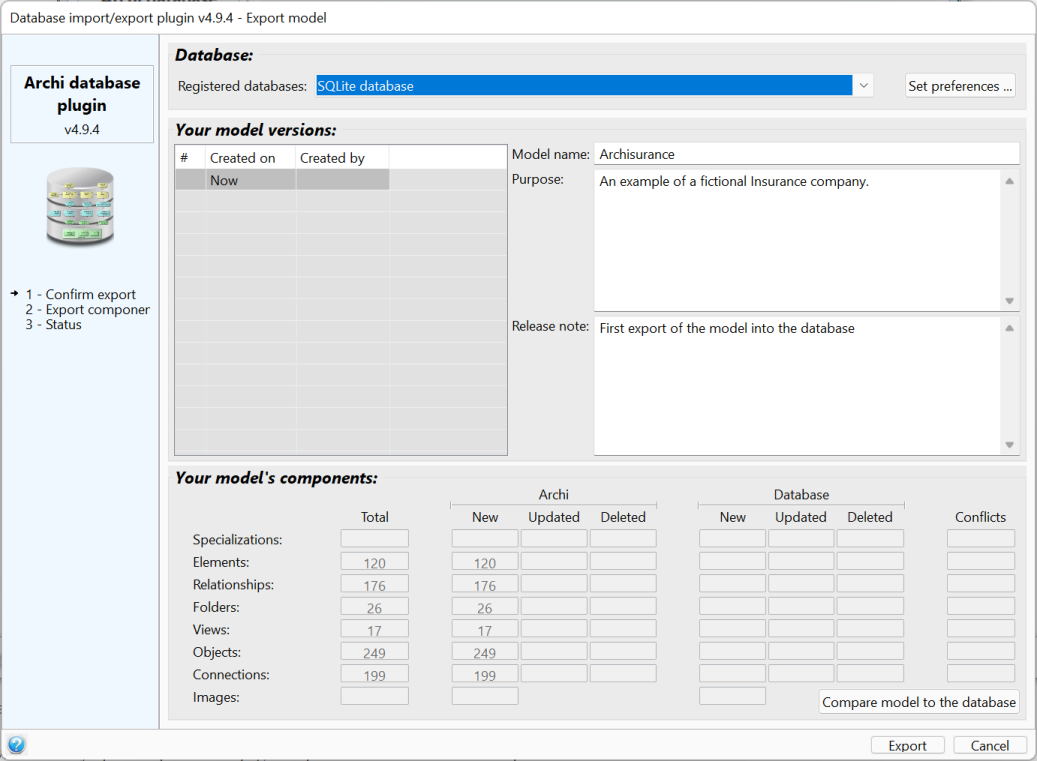 Database import/export plugin v4.9.4 - Export model
Archi database
plugin
v4.9.4
1 - Confirm export
2 - Export componer
3 - Status
Database:
Registered databases: SQLite database Set preferences ...
Your model versions:
# Created on Created by
Now
Model name: Archisurance
Purpose: An example of a fictional Insurance company.
Release note: First export of the model into the database
Your model's components:
Archi Database
Total New Updated Deleted New Updated Deleted Conflicts
Specializations:
Elements: 120 120
Relationships: 176 176
Folders: 26 26
Views: 17 17
Objects: 249 249
Connections: 199 199
Images:
Compare model to the database
? Export Cancel